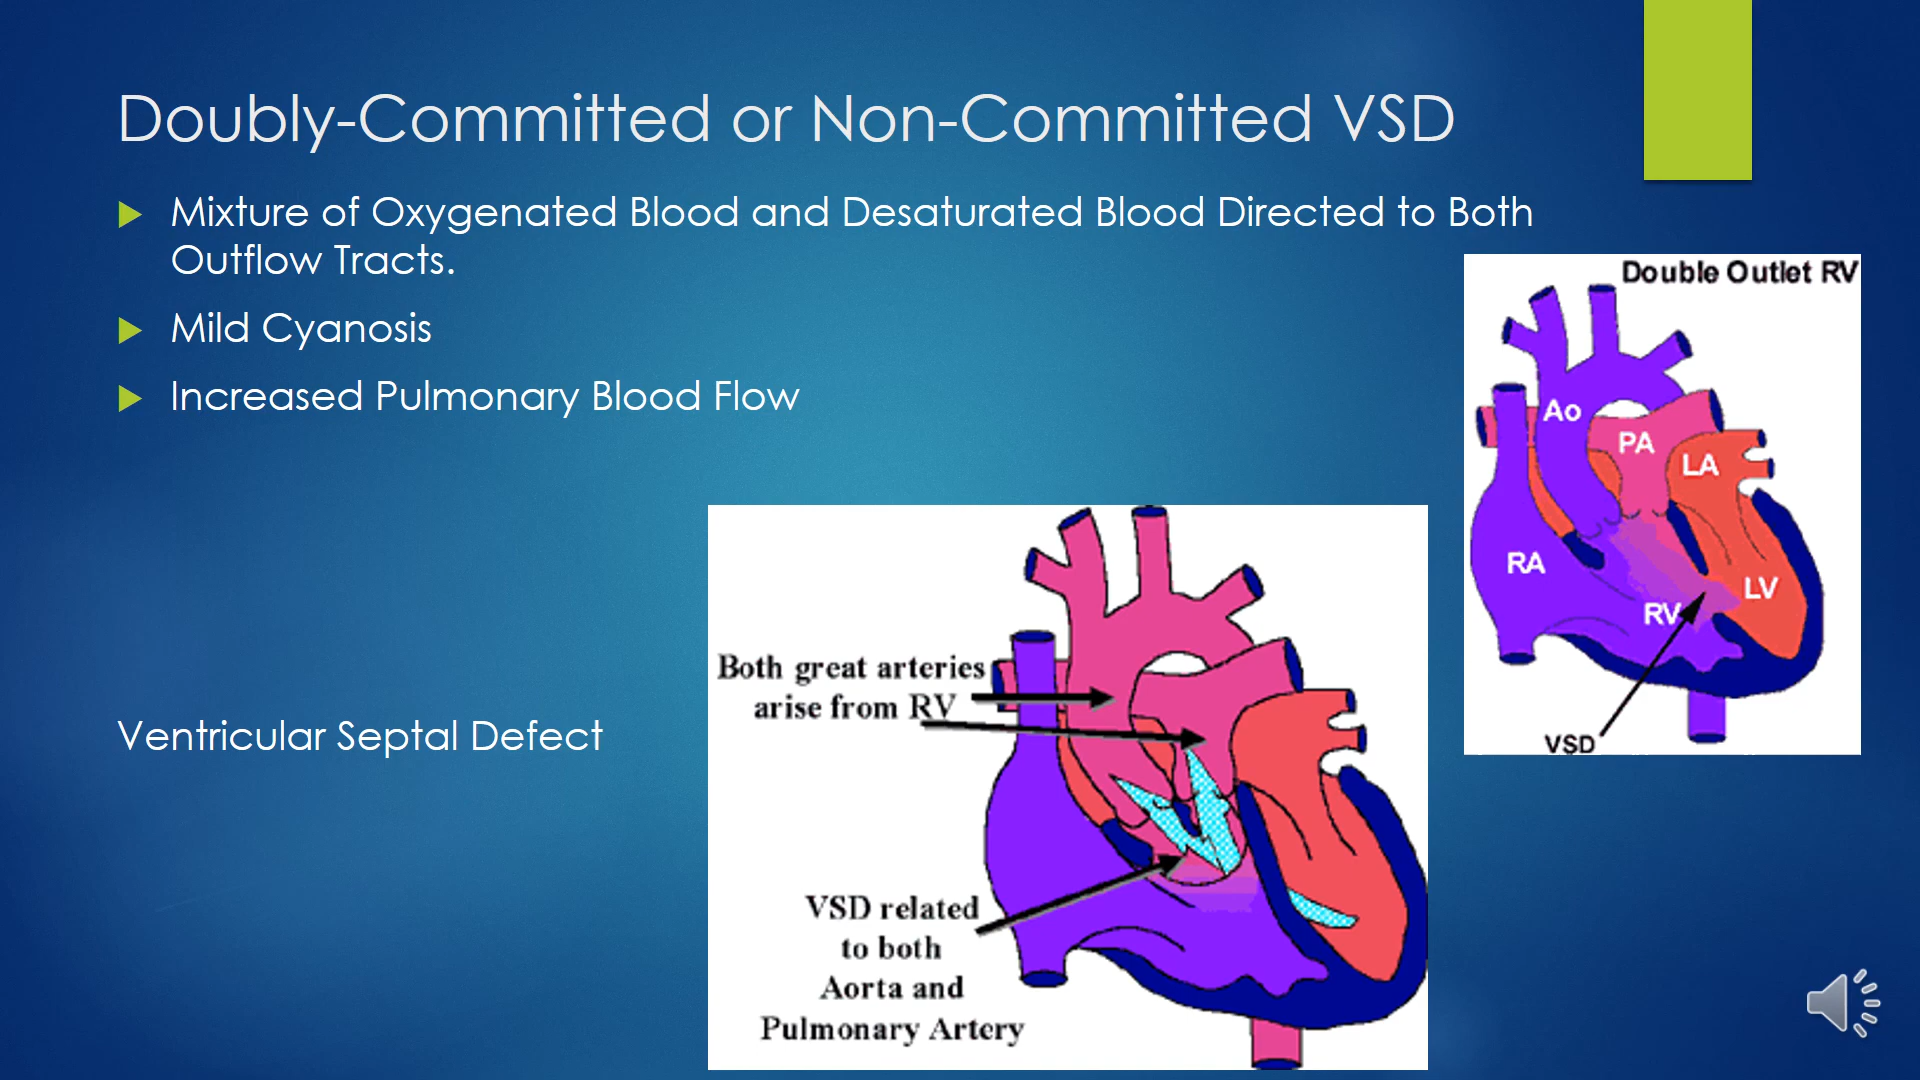 Doubly-Committed or Non-Committed VSD
Mixture of Oxygenated Blood and Desaturated Blood Directed to Both
Outflow Tracts.
Mild Cyanosis
Increased Pulmonary Blood Flow
Ventricular Septal Defect
Both great arteries
arise from RV
VSD related
to both
Aorta and
Pulmonary Artery
Double Outlet RV
Ao
PA
LA
RA
LV
RV
VSD